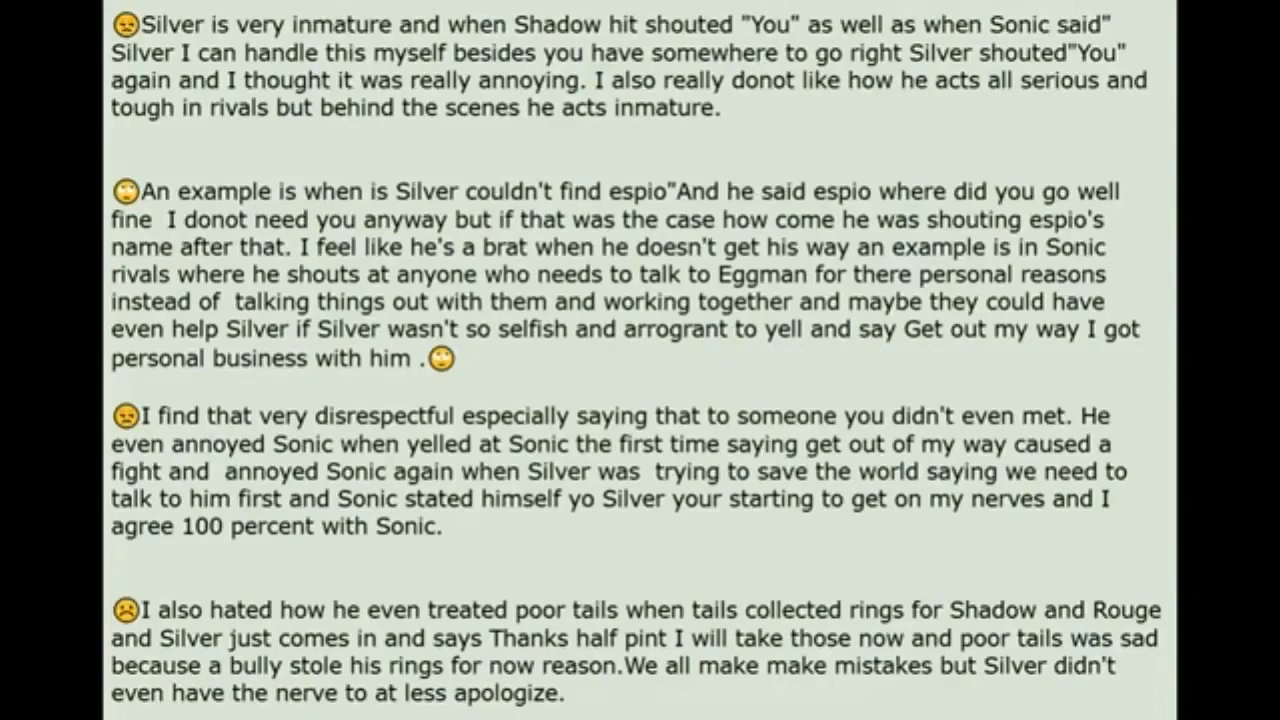 😞Silver is very inmature and when Shadow hit shouted "You" as well as when Sonic said"
Silver I can handle this myself besides you have somewhere to go right Silver shouted"You"
again and I thought it was really annoying. I also really donot like how he acts all serious and
tough in rivals but behind the scenes he acts inmature.
🙄An example is when is Silver couldn't find espio"And he said espio where did you go well
fine  I donot need you anyway but if that was the case how come he was shouting espio's
name after that. I feel like he's a brat when he doesn't get his way an example is in Sonic
rivals where he shouts at anyone who needs to talk to Eggman for there personal reasons
instead of  talking things out with them and working together and maybe they could have
even help Silver if Silver wasn't so selfish and arrogrant to yell and say Get out my way I got
personal business with him .🙄
😞I find that very disrespectful especially saying that to someone you didn't even met. He
even annoyed Sonic when yelled at Sonic the first time saying get out of my way caused a
fight and  annoyed Sonic again when Silver was  trying to save the world saying we need to
talk to him first and Sonic stated himself yo Silver your starting to get on my nerves and I
agree 100 percent with Sonic.
☹️I also hated how he even treated poor tails when tails collected rings for Shadow and Rouge
and Silver just comes in and says Thanks half pint I will take those now and poor tails was sad
because a bully stole his rings for now reason.We all make make mistakes but Silver didn't
even have the nerve to at less apologize.